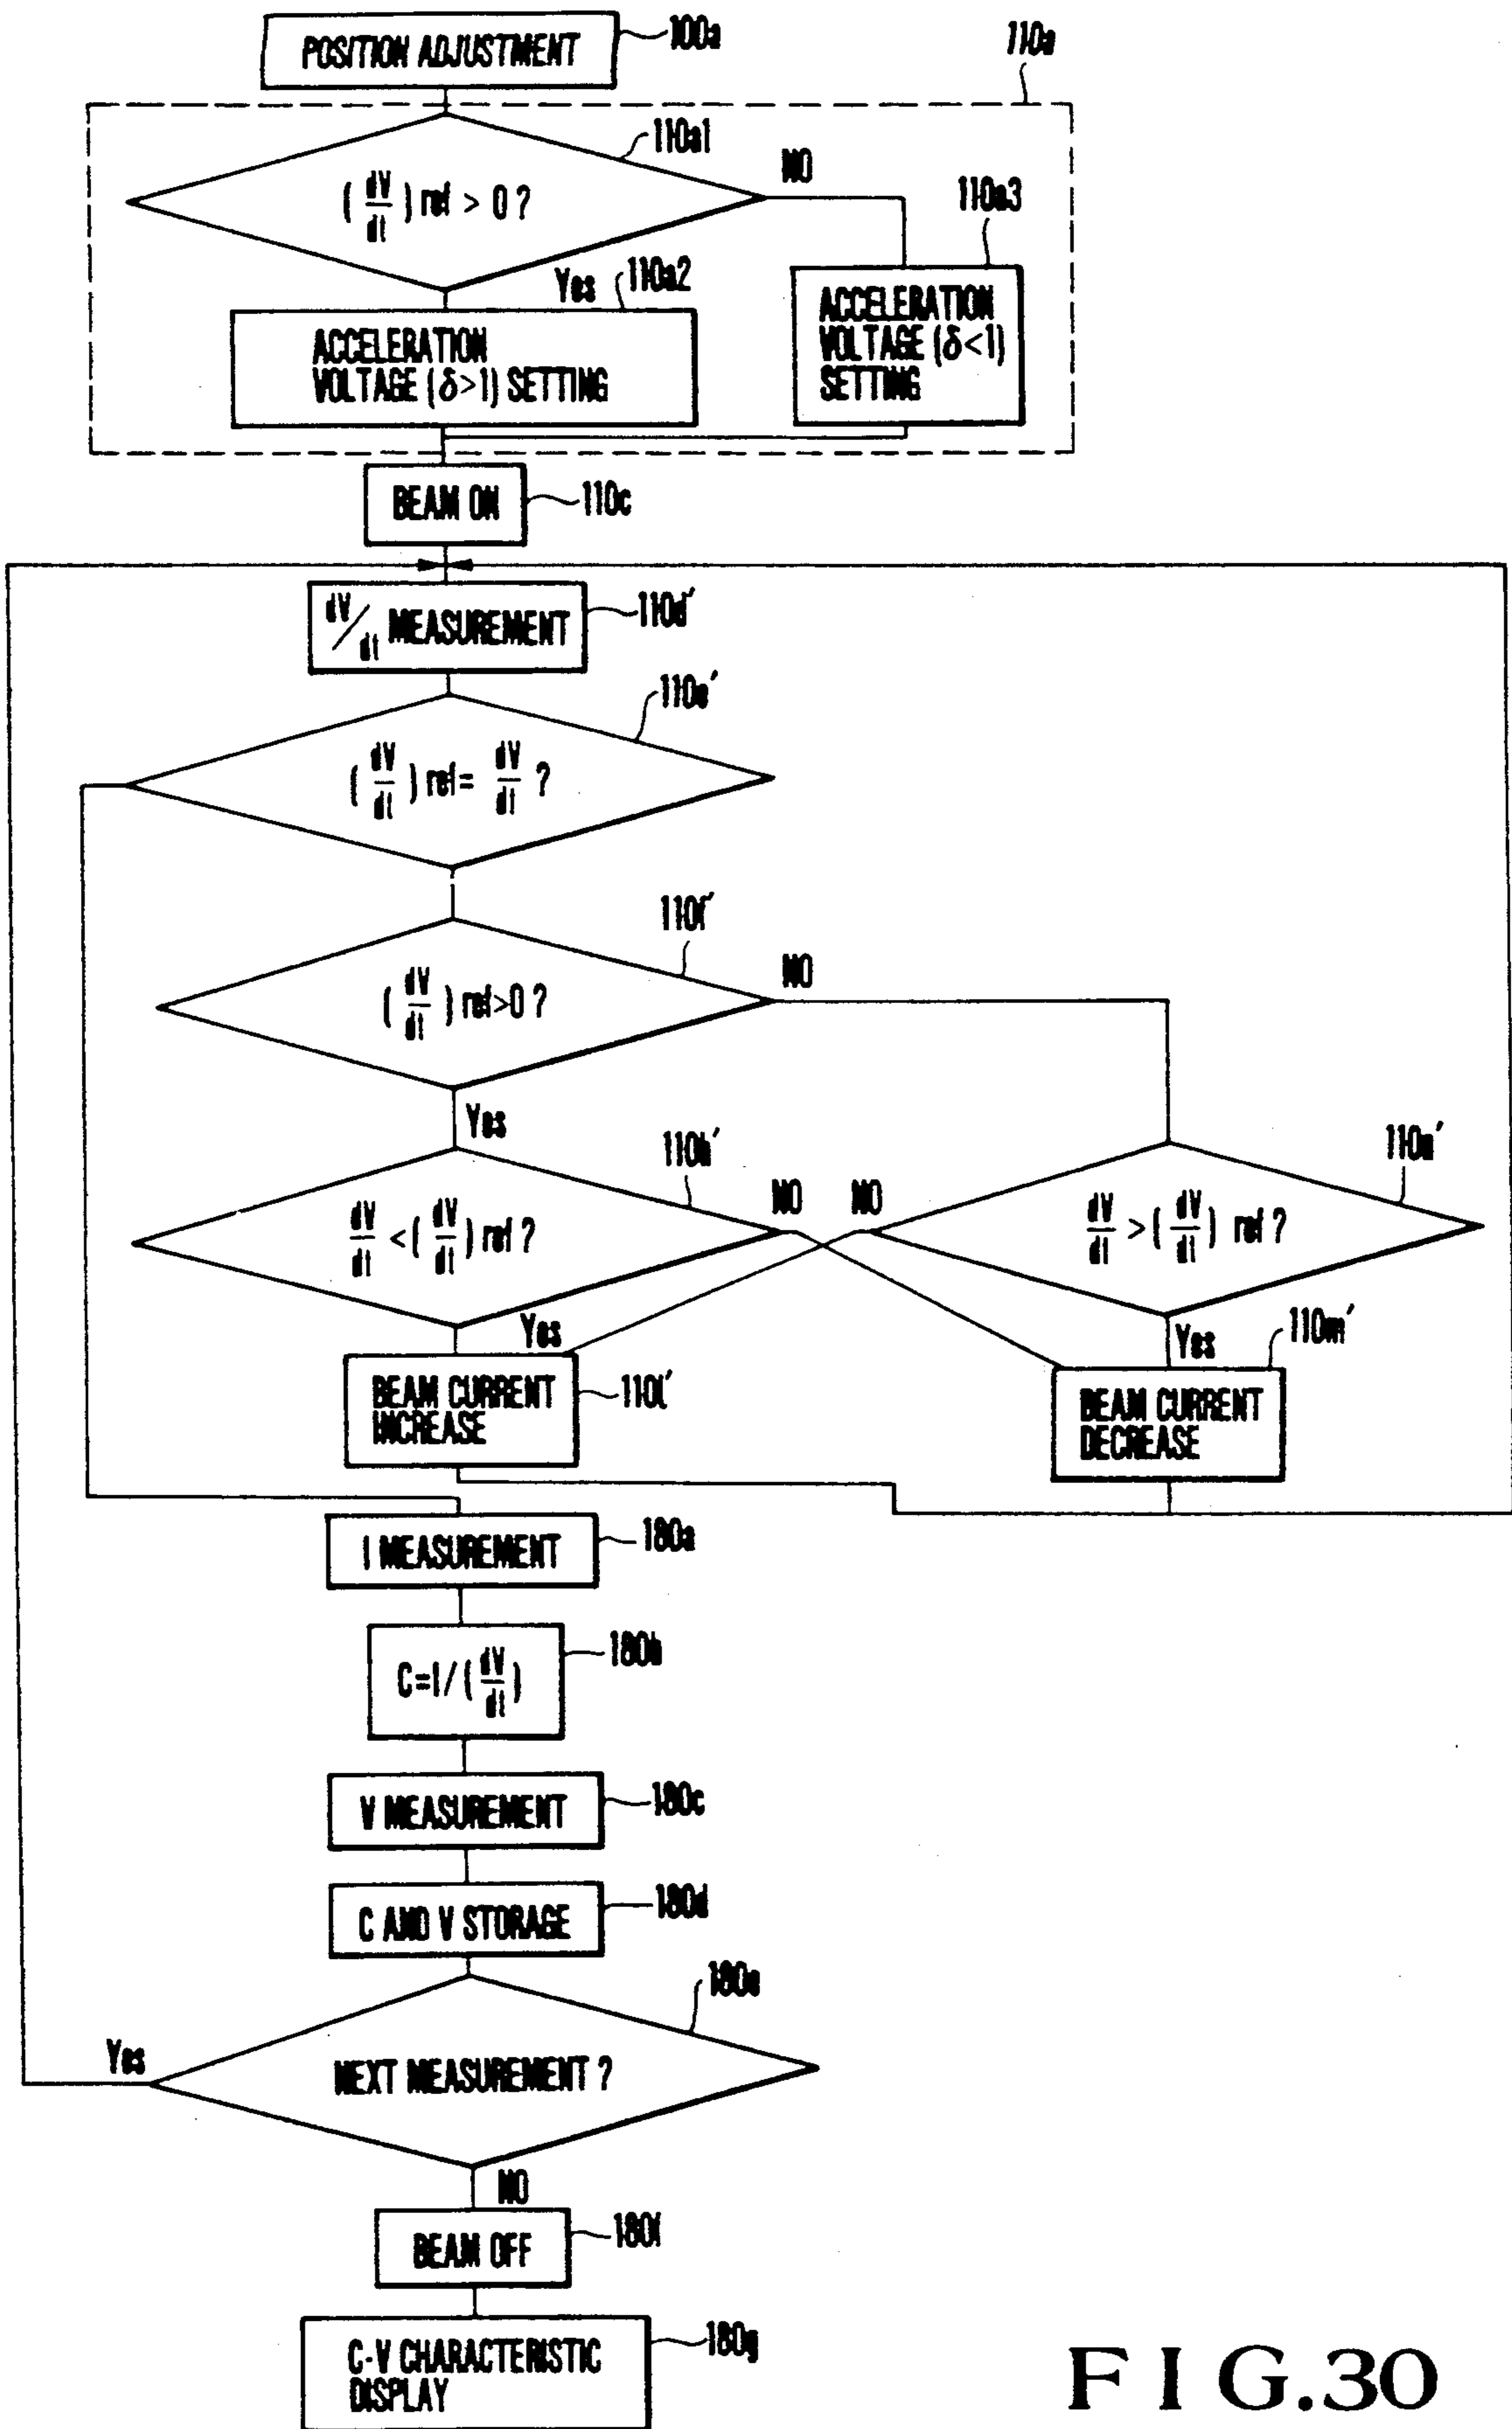 POSITION ADJUSTMENT
100a
110a
110a1
( dV/dt ) ref > 0 ?
NO
110a3
Yes
110a2
ACCELERATION
VOLTAGE (δ>1) SETTING
ACCELERATION
VOLTAGE (δ<1)
SETTING
BEAM ON
110c
dV/dt MEASUREMENT
110d′
110e′
( dV/dt ) ref = dV/dt ?
110f′
( dV/dt ) ref>0 ?
NO
Yes
110h′
110n′
dV/dt < ( dV/dt ) ref ?
NO
NO
dV/dt > ( dV/dt ) ref ?
Yes
Yes
110m′
BEAM CURRENT
INCREASE
110l′
BEAM CURRENT
DECREASE
I MEASUREMENT
180a
C=I/( dV/dt )
180b
V MEASUREMENT
180c
C AND V STORAGE
180d
180e
Yes
NEXT MEASUREMENT ?
NO
BEAM OFF
180f
C-V CHARACTERISTIC
DISPLAY
180g
FIG.30